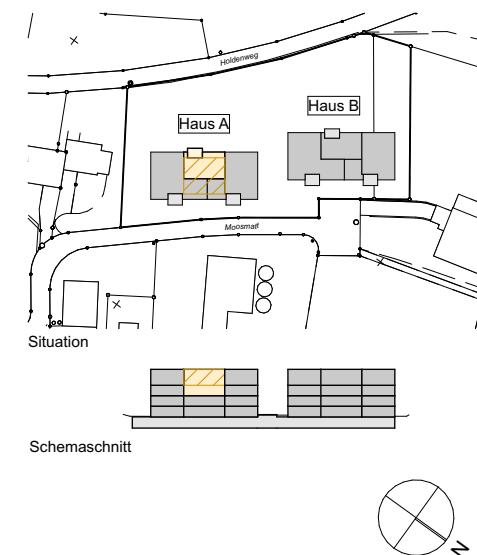 Holdenweg
Haus B
Haus A
Moosmatt
Situation
Schemaschnitt
N